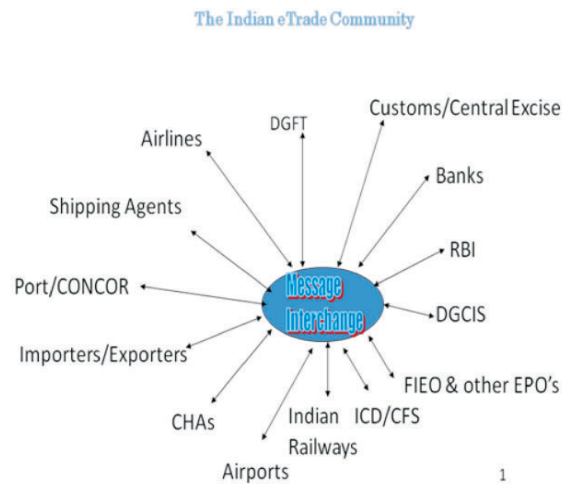 The Indian eTrade Community
Customs/Central Excise
DGFT
Airlines
Banks
Shipping Agents
RBI
Port/CONCOR
Message
Interchange
DGCIS
Importers/Exporters
FIEO & other EPO's
CHAs
Indian
Railways
ICD/CFS
Airports
1